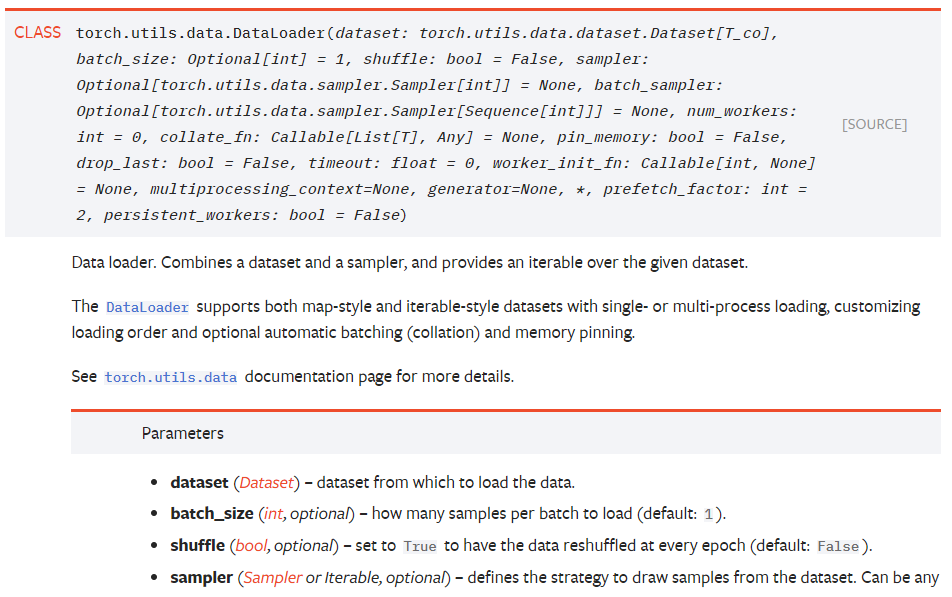 CLASS torch.utils.data.DataLoader(dataset: torch.utils.data.dataset.Dataset[T_co],
batch_size: Optional[int] = 1, shuffle: bool = False, sampler:
Optional[torch.utils.data.sampler.Sampler[int]] = None, batch_sampler:
Optional[torch.utils.data.sampler.Sampler[Sequence[int]]] = None, num_workers:
int = 0, collate_fn: Callable[List[T], Any] = None, pin_memory: bool = False,
drop_last: bool = False, timeout: float = 0, worker_init_fn: Callable[int, None]
= None, multiprocessing_context=None, generator=None, *, prefetch_factor: int =
2, persistent_workers: bool = False)
[SOURCE]
Data loader. Combines a dataset and a sampler, and provides an iterable over the given dataset.
The DataLoader supports both map-style and iterable-style datasets with single- or multi-process loading, customizing
loading order and optional automatic batching (collation) and memory pinning.
See torch.utils.data documentation page for more details.
Parameters
• dataset (Dataset) – dataset from which to load the data.
• batch_size (int, optional) – how many samples per batch to load (default: 1).
• shuffle (bool, optional) – set to True to have the data reshuffled at every epoch (default: False).
• sampler (Sampler or Iterable, optional) – defines the strategy to draw samples from the dataset. Can be any